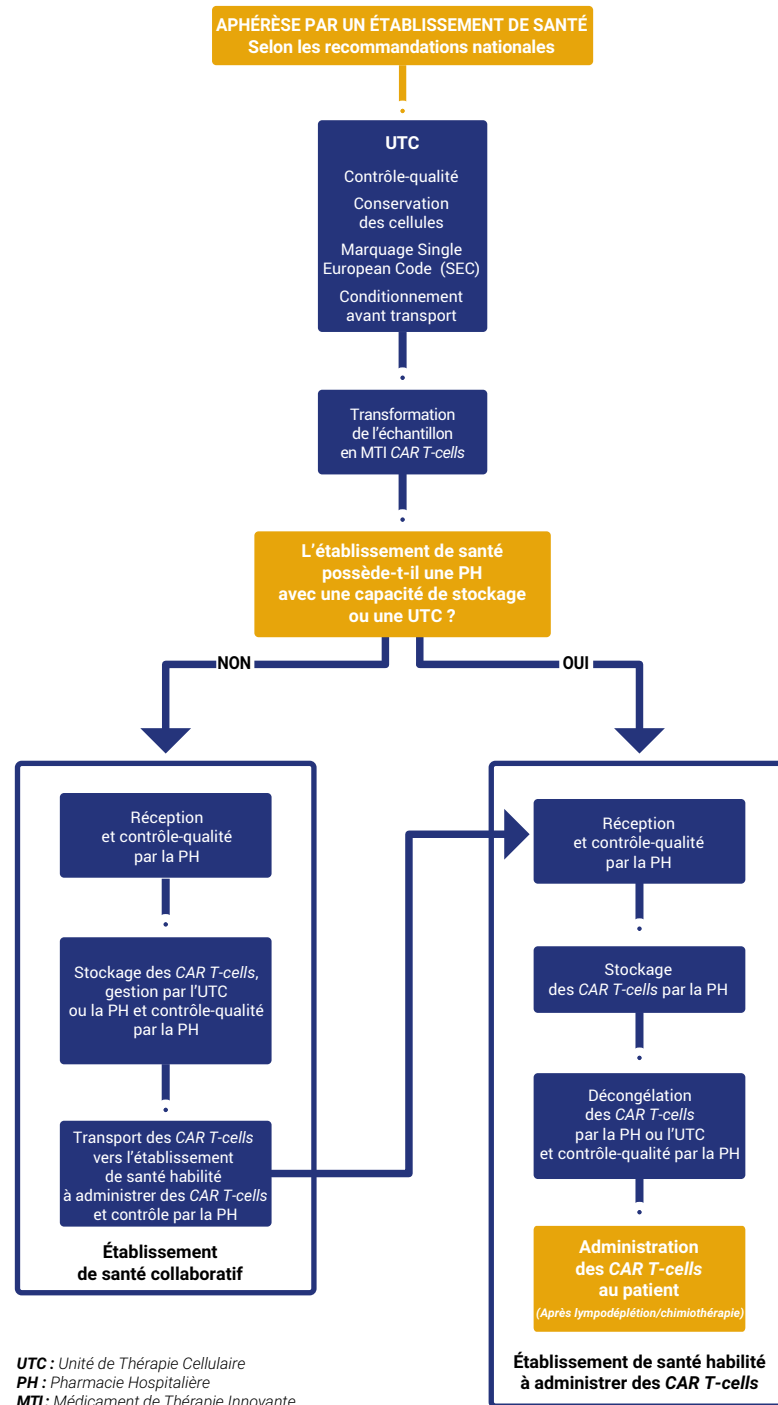 APHÉRÈSE PAR UN ÉTABLISSEMENT DE SANTÉ
Selon les recommandations nationales
UTC
Contrôle-qualité
Conservation
des cellules
Marquage Single
European Code (SEC)
Conditionnement
avant transport
Transformation
de l'échantillon
en MTI CAR T-cells
L'établissement de santé
possède-t-il une PH
avec une capacité de stockage
ou une UTC ?
NON
OUI
Réception
et contrôle-qualité
par la PH
Stockage des CAR T-cells,
gestion par l'UTC
ou la PH et contrôle-qualité
par la PH
Transport des CAR T-cells
vers l'établissement
de santé habilité
à administrer des CAR T-cells
et contrôle par la PH
Établissement
de santé collaboratif
Réception
et contrôle-qualité
par la PH
Stockage
des CAR T-cells par la PH
Décongélation
des CAR T-cells
par la PH ou l'UTC
et contrôle-qualité par la PH
Administration
des CAR T-cells
au patient
(Après lympodéplétion/chimiothérapie)
Établissement de santé habilité
à administrer des CAR T-cells
UTC : Unité de Thérapie Cellulaire
PH : Pharmacie Hospitalière
MTI : Médicament de Thérapie Innovante